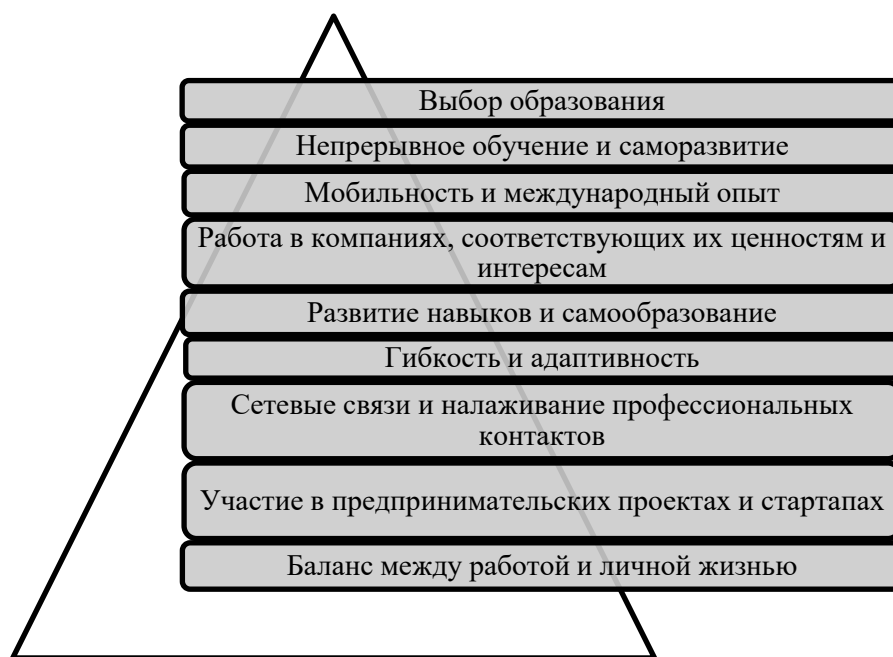 Выбор образования
Непрерывное обучение и саморазвитие
Мобильность и международный опыт
Работа в компаниях, соответствующих их ценностям и
интересам
Развитие навыков и самообразование
Гибкость и адаптивность
Сетевые связи и налаживание профессиональных
контактов
Участие в предпринимательских проектах и стартапах
Баланс между работой и личной жизнью